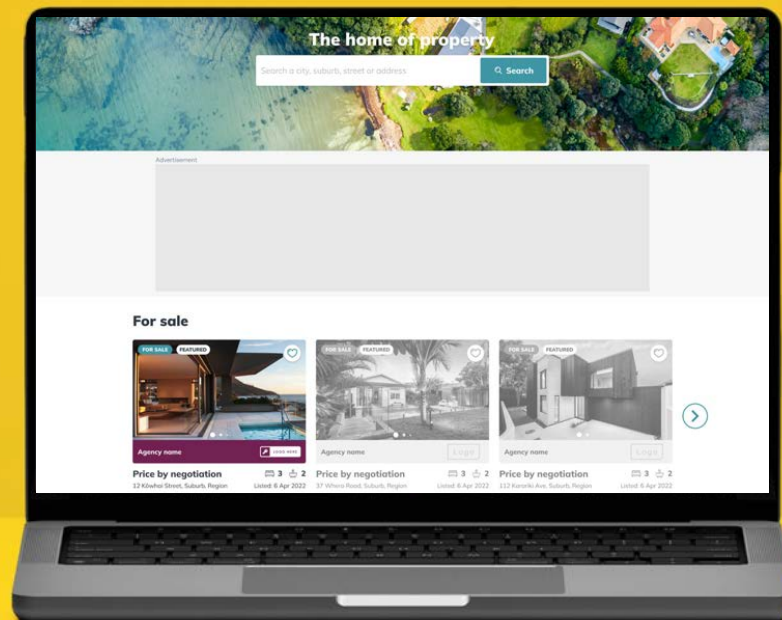 The home of property
Search a city, suburb, street or address
Search
Advertisement
For sale
FOR SALE FEATURED
FOR SALE FEATURED
FOR SALE FEATURED
Agency name
LOGO HERE
Agency name
Logo
Agency name
Logo
Price by negotiation 3 2
Price by negotiation 3 2
Price by negotiation 3 2
12 Kōwhai Street, Suburb, Region Listed: 6 Apr 2022
37 Whero Road, Suburb, Region Listed: 6 Apr 2022
112 Karariki Ave, Suburb, Region Listed: 6 Apr 2022